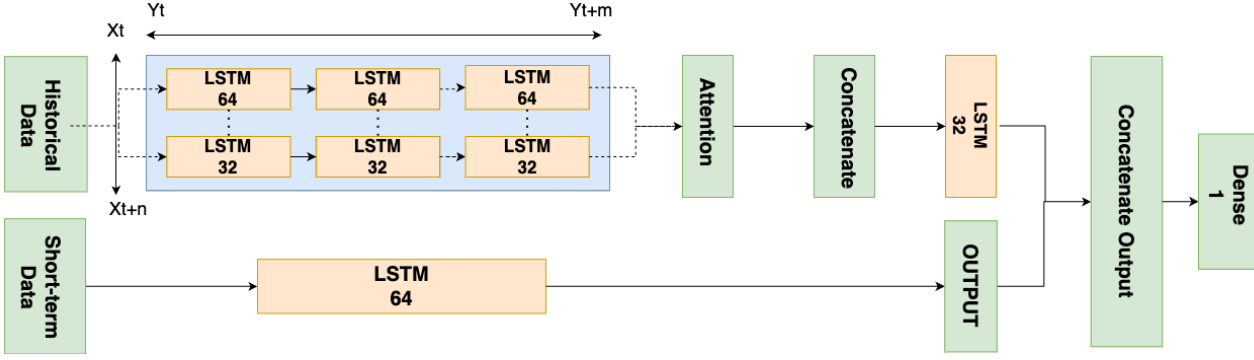 Yt
Yt+m
Xt
Historical
Data
LSTM
64
LSTM
64
LSTM
64
LSTM
32
LSTM
32
LSTM
32
Xt+n
Attention
Concatenate
LSTM
32
Concatenate Output
Dense
1
Short-term
Data
LSTM
64
OUTPUT